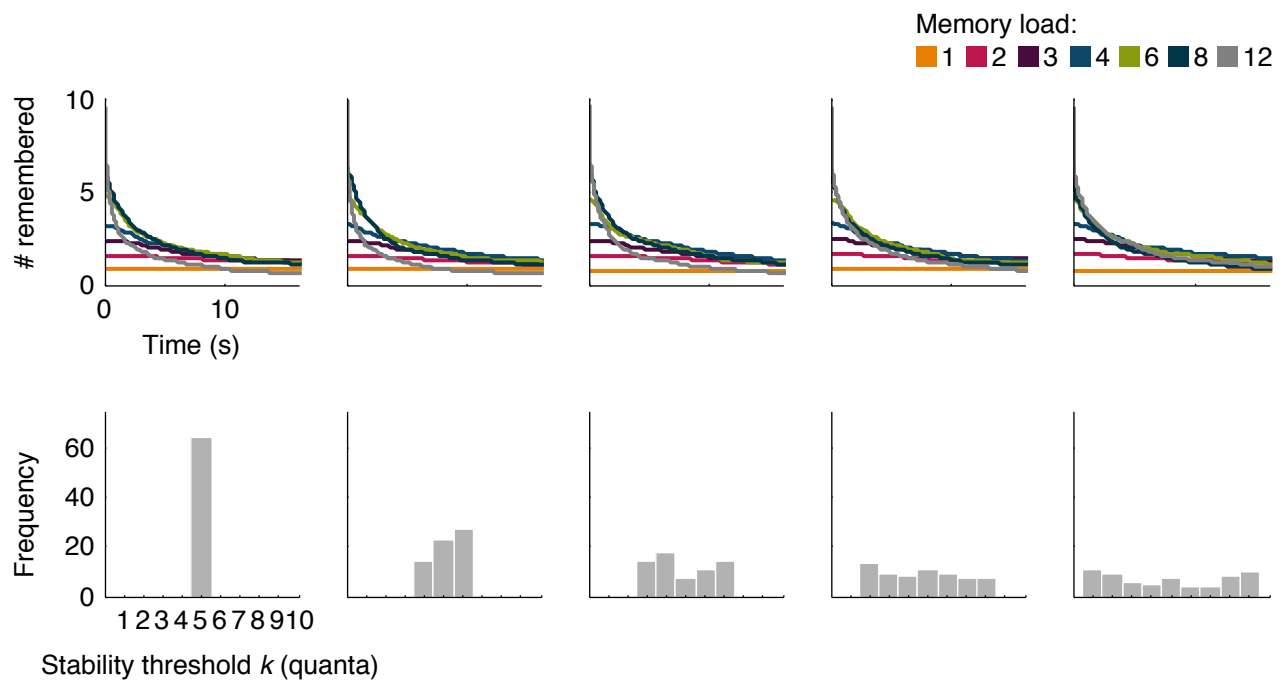 Memory load:
1 2 3 4 6 8 12
10
5
0
# remembered
0 10
Time (s)
60
40
20
0
Frequency
1 2 3 4 5 6 7 8 9 10
Stability threshold k (quanta)